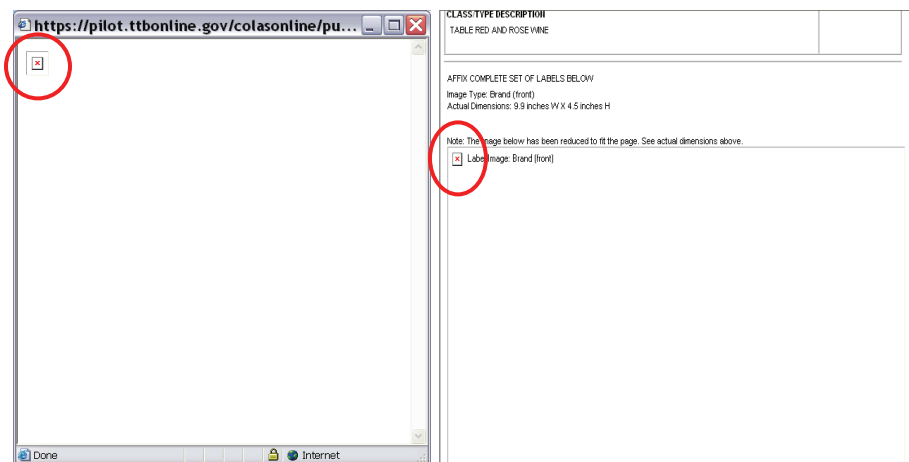 https://pilot.ttbonline.gov/colasonline/pu...
Done
Internet
CLASS/TYPE DESCRIPTION
TABLE RED AND ROSE WINE
AFFIX COMPLETE SET OF LABELS BELOW
Image Type: Brand (front)
Actual Dimensions: 9.9 inches W X 4.5 inches H
Note: The image below has been reduced to fit the page. See actual dimensions above.
Label Image: Brand (front)